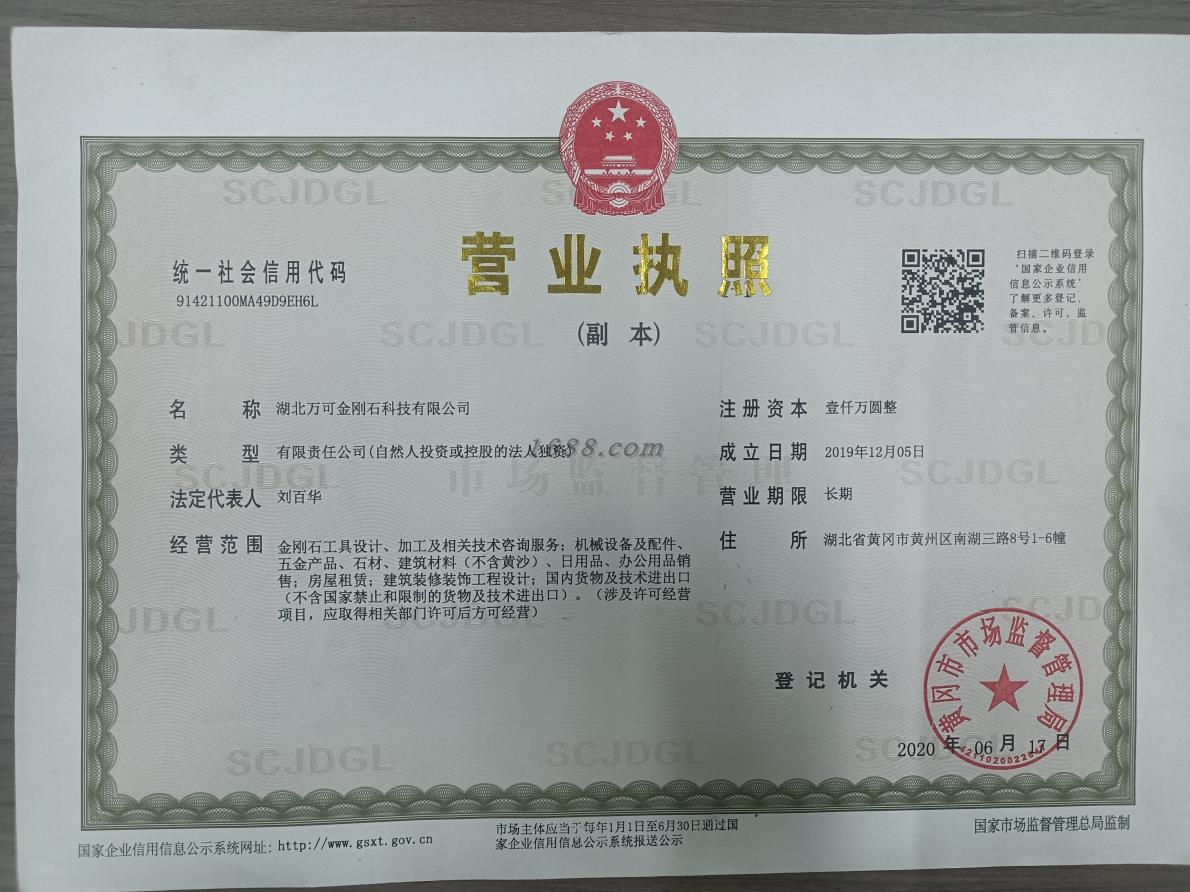 营业执照
(副 本)
统一社会信用代码
91421100MA49D9EH6L
扫描二维码登录
'国家企业信用
信息公示系统'
了解更多登记、
备案、许可、监
管信息。
名 称 湖北万可金刚石科技有限公司
类 型 有限责任公司(自然人投资或控股的法人独资)
法定代表人 刘百华
经营范围 金刚石工具设计、加工及相关技术咨询服务；机械设备及配件、
五金产品、石材、建筑材料（不含黄沙）、日用品、办公用品销
售；房屋租赁；建筑装修装饰工程设计；国内货物及技术进出口
（不含国家禁止和限制的货物及技术进出口）。（涉及许可经营
项目，应取得相关部门许可后方可经营）
注册资本 壹仟万圆整
成立日期 2019年12月05日
营业期限 长期
住 所 湖北省黄冈市黄州区南湖三路8号1-6幢
1688.com
市场监督管理
SCJDGL
登记机关
黄冈市市场监督管理局
2020 年 06 月 17 日
国家企业信用信息公示系统网址: http://www.gsxt.gov.cn
市场主体应当于每年1月1日至6月30日通过国
家企业信用信息公示系统报送公示
国家市场监督管理总局监制